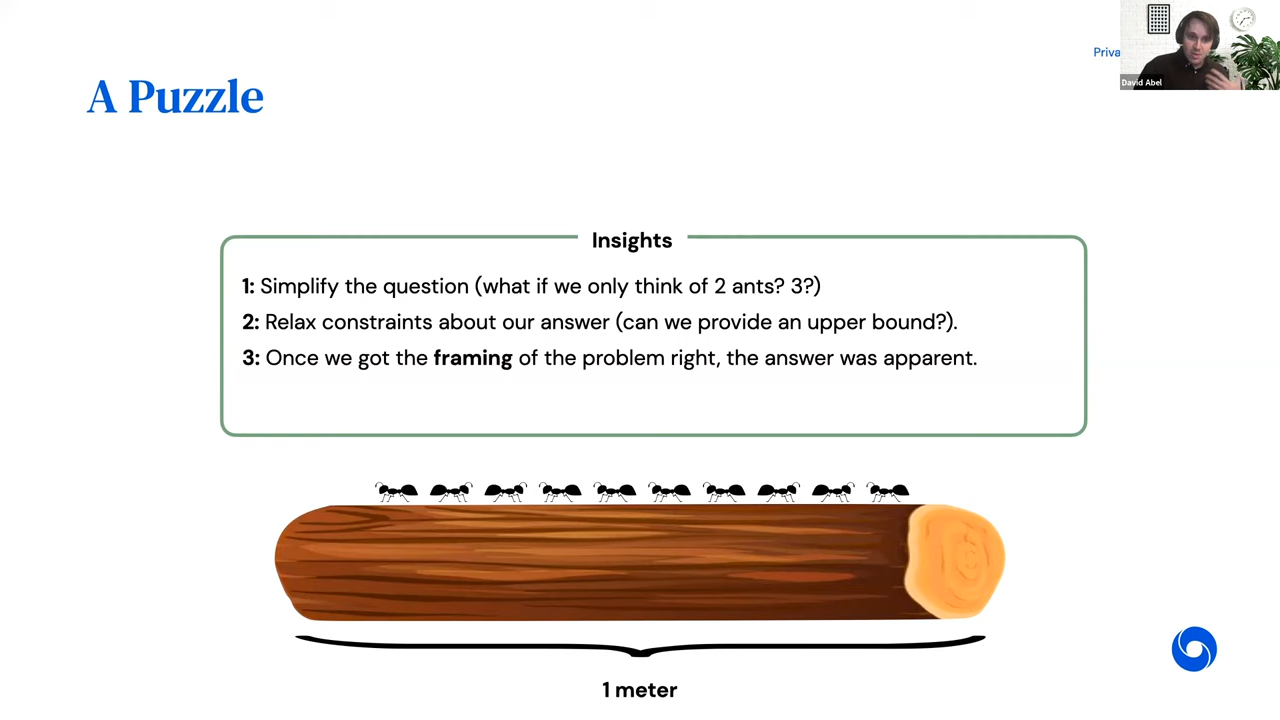 Priva
David Abel
A Puzzle
Insights
1: Simplify the question (what if we only think of 2 ants? 3?)
2: Relax constraints about our answer (can we provide an upper bound?).
3: Once we got the framing of the problem right, the answer was apparent.
1 meter